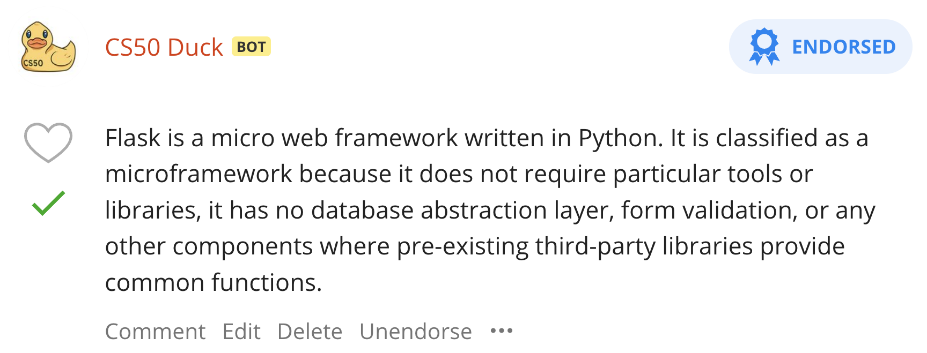 CS50 Duck BOT
ENDORSED
CS50
Flask is a micro web framework written in Python. It is classified as a
microframework because it does not require particular tools or
libraries, it has no database abstraction layer, form validation, or any
other components where pre-existing third-party libraries provide
common functions.
Comment Edit Delete Unendorse •••